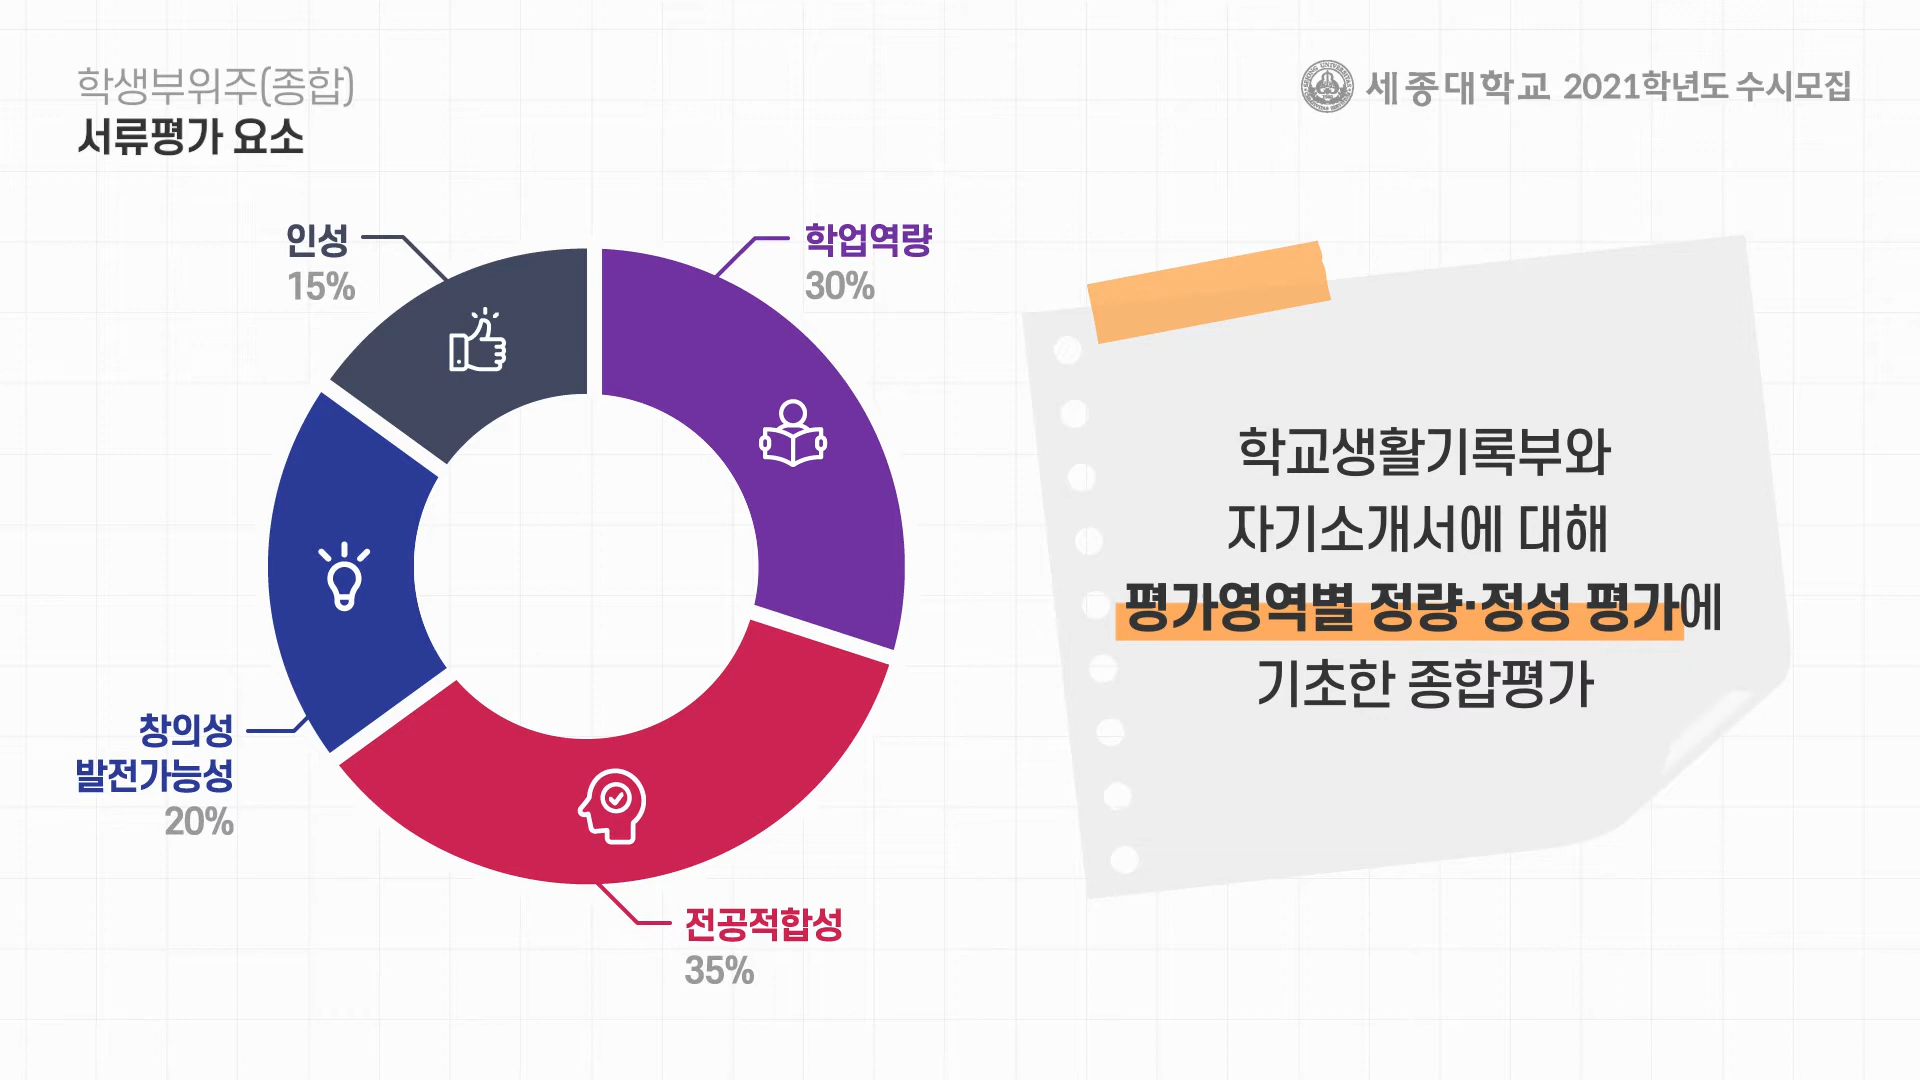 학생부위주(종합)
서류평가 요소
세종대학교 2021학년도 수시모집
인성
15%
학업역량
30%
창의성
발전가능성
20%
전공적합성
35%
학교생활기록부와
자기소개서에 대해
평가영역별 정량·정성 평가에
기초한 종합평가